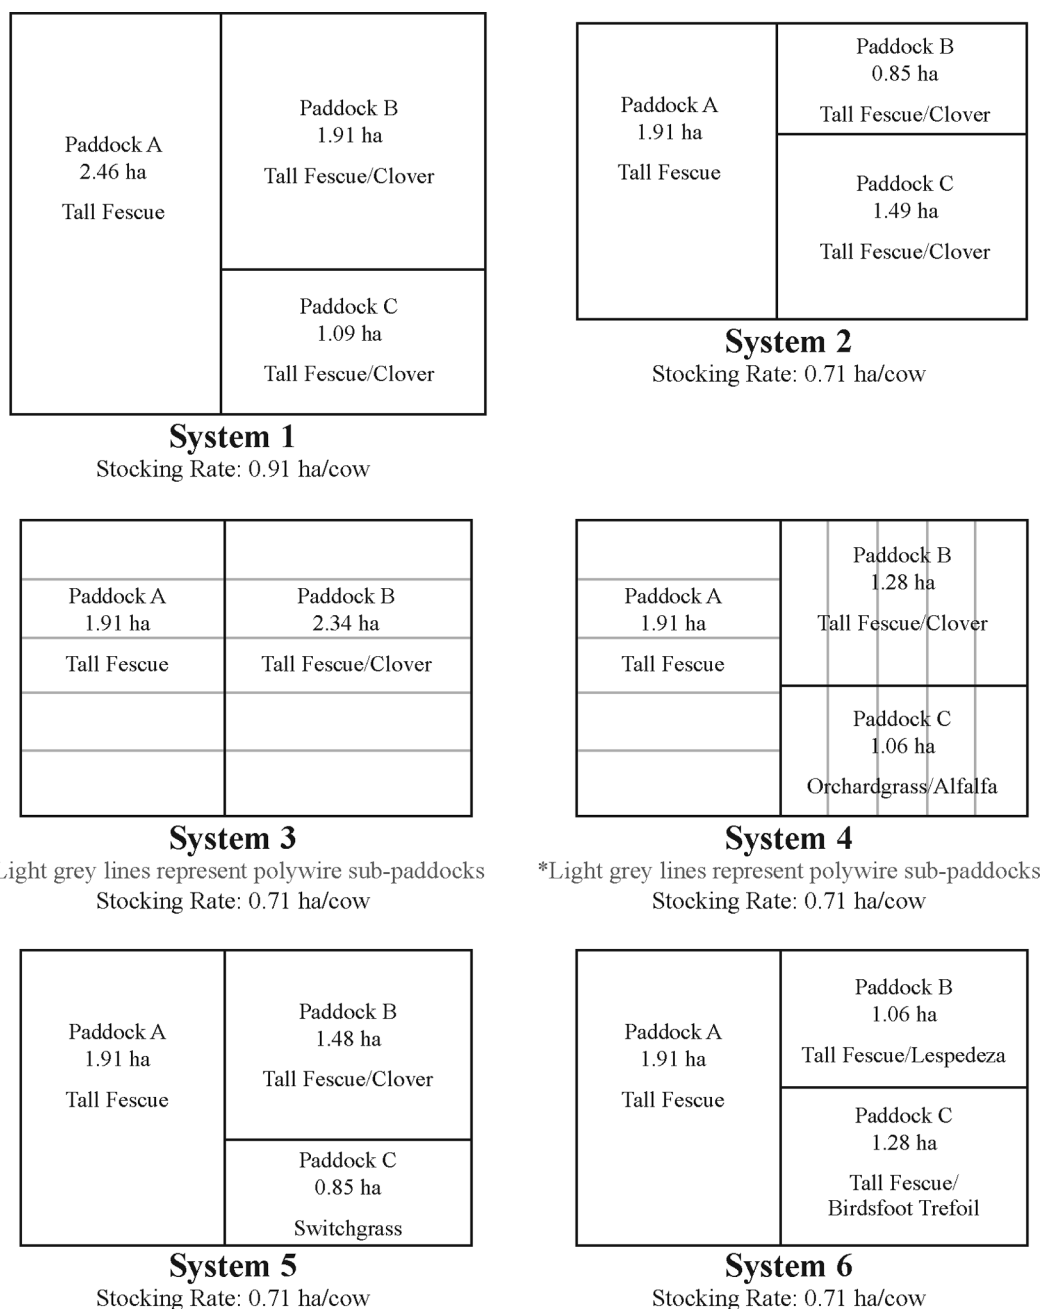 Paddock A
2.46 ha
Tall Fescue
Paddock B
1.91 ha
Tall Fescue/Clover
Paddock C
1.09 ha
Tall Fescue/Clover
System 1
Stocking Rate: 0.91 ha/cow
Paddock A
1.91 ha
Tall Fescue
Paddock B
0.85 ha
Tall Fescue/Clover
Paddock C
1.49 ha
Tall Fescue/Clover
System 2
Stocking Rate: 0.71 ha/cow
Paddock A
1.91 ha
Tall Fescue
Paddock B
2.34 ha
Tall Fescue/Clover
System 3
Light grey lines represent polywire sub-paddocks
Stocking Rate: 0.71 ha/cow
Paddock A
1.91 ha
Tall Fescue
Paddock B
1.28 ha
Tall Fescue/Clover
Paddock C
1.06 ha
Orchardgrass/Alfalfa
System 4
*Light grey lines represent polywire sub-paddocks
Stocking Rate: 0.71 ha/cow
Paddock A
1.91 ha
Tall Fescue
Paddock B
1.48 ha
Tall Fescue/Clover
Paddock C
0.85 ha
Switchgrass
System 5
Stocking Rate: 0.71 ha/cow
Paddock A
1.91 ha
Tall Fescue
Paddock B
1.06 ha
Tall Fescue/Lespedeza
Paddock C
1.28 ha
Tall Fescue/
Birdsfoot Trefoil
System 6
Stocking Rate: 0.71 ha/cow